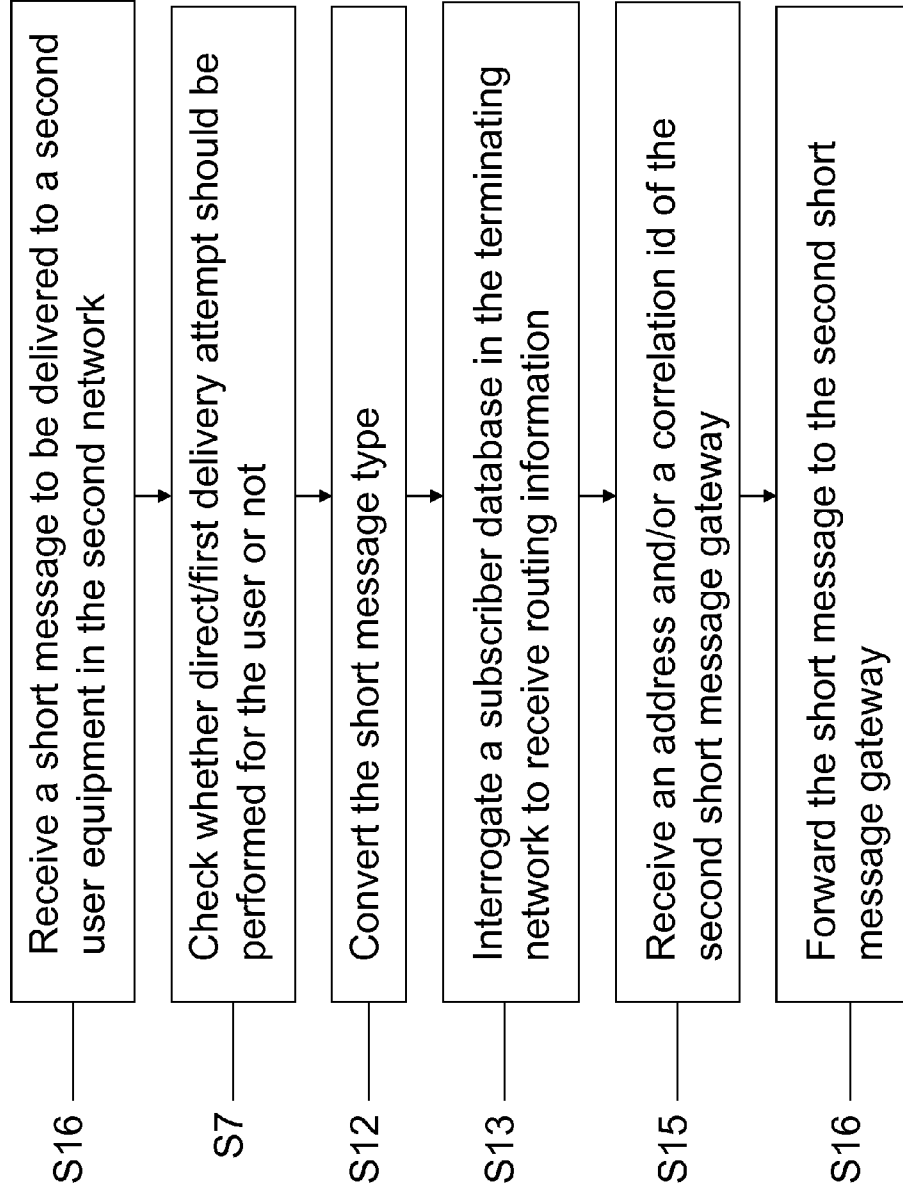 S16
Receive a short message to be delivered to a second
user equipment in the second network
S7
Check whether direct/first delivery attempt should be
performed for the user or not
S12
Convert the short message type
S13
Interrogate a subscriber database in the terminating
network to receive routing information
S15
Receive an address and/or a correlation id of the
second short message gateway
S16
Forward the short message to the second short
message gateway